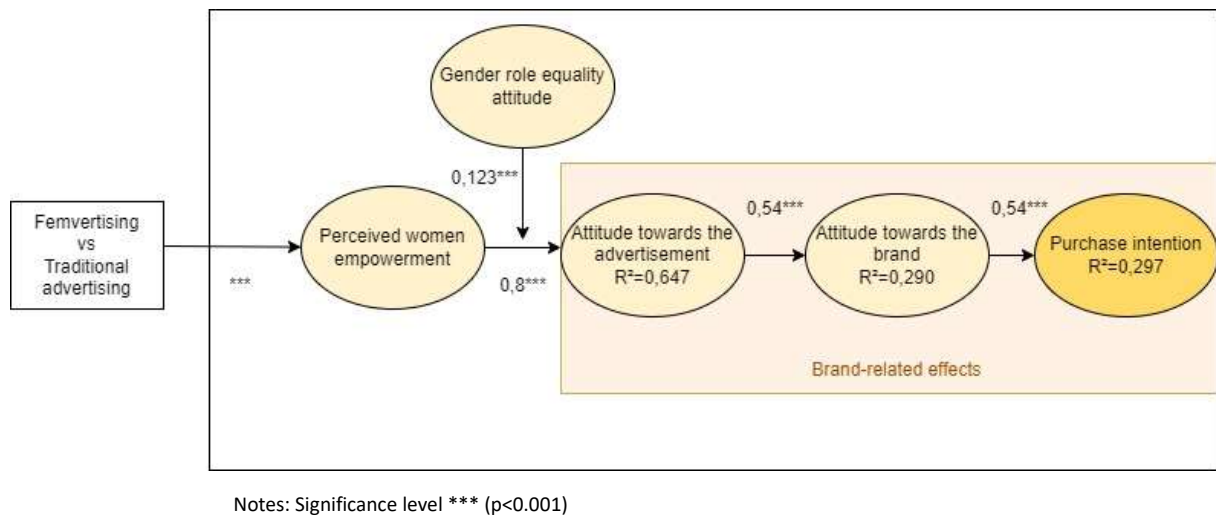 Gender role equality
attitude
0,123***
Femvertising
vs
Traditional
advertising
***
Perceived women
empowerment
0,8***
Attitude towards the
advertisement
R²=0,647
0,54***
Attitude towards the
brand
R²=0,290
0,54***
Purchase intention
R²=0,297
Brand-related effects
Notes: Significance level *** (p<0.001)